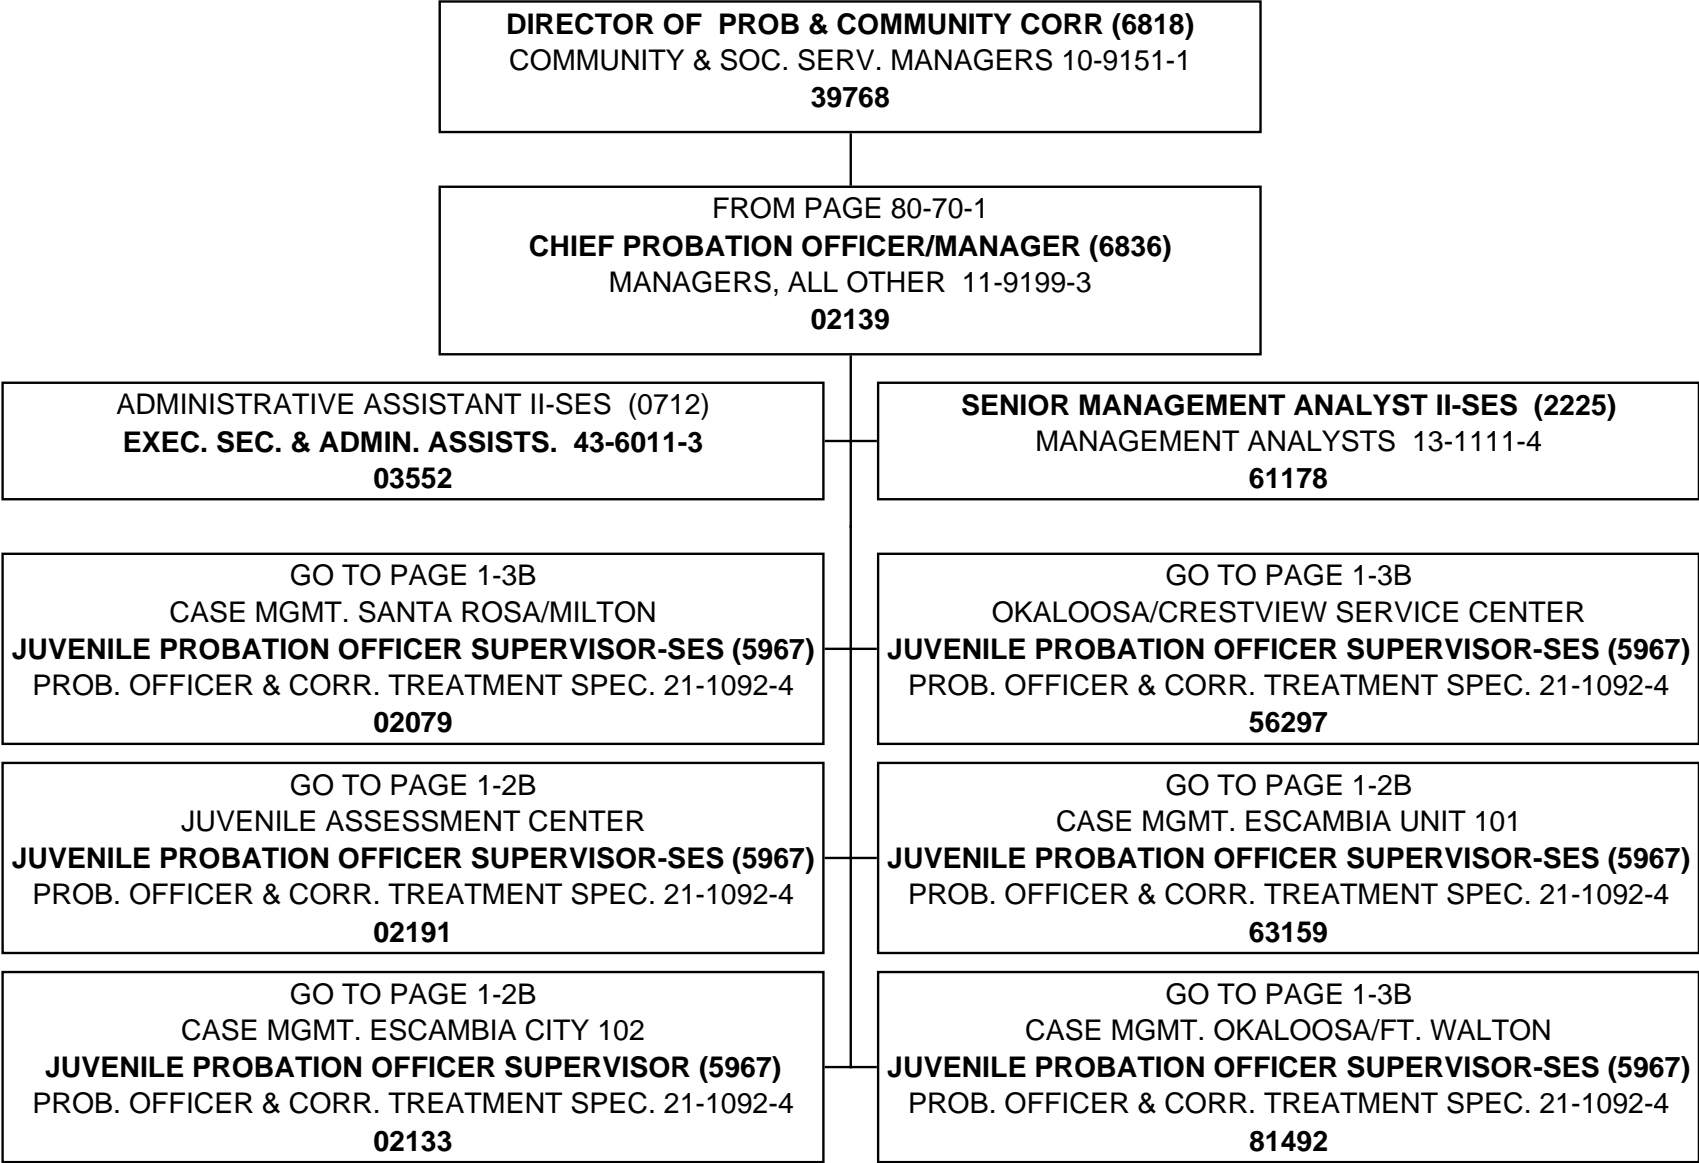 DIRECTOR OF PROB & COMMUNITY CORR (6818)
COMMUNITY & SOC. SERV. MANAGERS 10-9151-1
39768
FROM PAGE 80-70-1
CHIEF PROBATION OFFICER/MANAGER (6836)
MANAGERS, ALL OTHER 11-9199-3
02139
ADMINISTRATIVE ASSISTANT II-SES (0712)
EXEC. SEC. & ADMIN. ASSISTS. 43-6011-3
03552
SENIOR MANAGEMENT ANALYST II-SES (2225)
MANAGEMENT ANALYSTS 13-1111-4
61178
GO TO PAGE 1-3B
CASE MGMT. SANTA ROSA/MILTON
JUVENILE PROBATION OFFICER SUPERVISOR-SES (5967)
PROB. OFFICER & CORR. TREATMENT SPEC. 21-1092-4
02079
GO TO PAGE 1-3B
OKALOOSA/CRESTVIEW SERVICE CENTER
JUVENILE PROBATION OFFICER SUPERVISOR-SES (5967)
PROB. OFFICER & CORR. TREATMENT SPEC. 21-1092-4
56297
GO TO PAGE 1-2B
JUVENILE ASSESSMENT CENTER
JUVENILE PROBATION OFFICER SUPERVISOR-SES (5967)
PROB. OFFICER & CORR. TREATMENT SPEC. 21-1092-4
02191
GO TO PAGE 1-2B
CASE MGMT. ESCAMBIA UNIT 101
JUVENILE PROBATION OFFICER SUPERVISOR-SES (5967)
PROB. OFFICER & CORR. TREATMENT SPEC. 21-1092-4
63159
GO TO PAGE 1-2B
CASE MGMT. ESCAMBIA CITY 102
JUVENILE PROBATION OFFICER SUPERVISOR (5967)
PROB. OFFICER & CORR. TREATMENT SPEC. 21-1092-4
02133
GO TO PAGE 1-3B
CASE MGMT. OKALOOSA/FT. WALTON
JUVENILE PROBATION OFFICER SUPERVISOR-SES (5967)
PROB. OFFICER & CORR. TREATMENT SPEC. 21-1092-4
81492